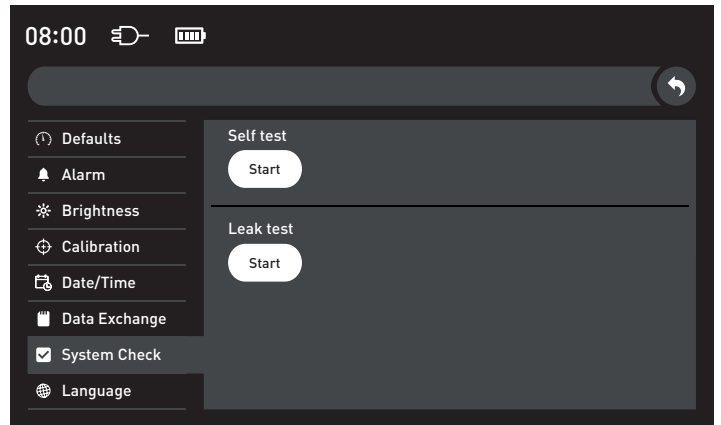 08:00
Defaults
Alarm
Brightness
Calibration
Date/Time
Data Exchange
System Check
Language
Self test
Start
Leak test
Start